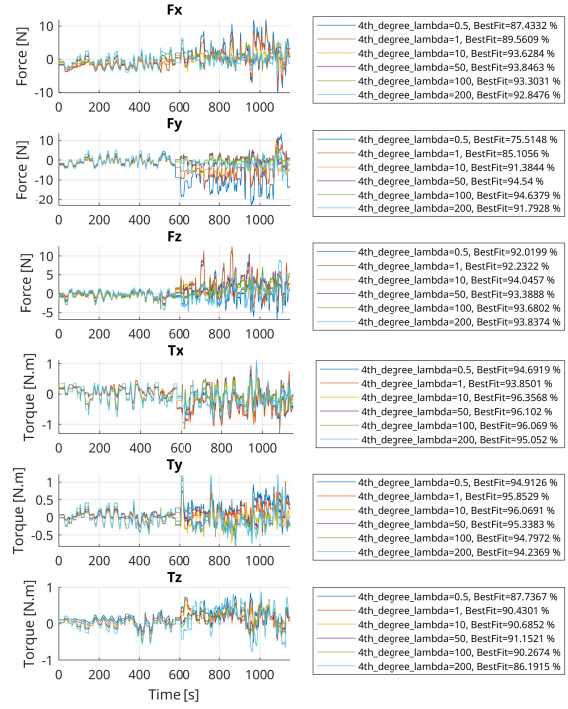 Fx
Force [N]
10
0
-10
0 200 400 600 800 1000
4th_degree_lambda=0.5, BestFit=87.4332 %
4th_degree_lambda=1, BestFit=89.5609 %
4th_degree_lambda=10, BestFit=93.6284 %
4th_degree_lambda=50, BestFit=93.8463 %
4th_degree_lambda=100, BestFit=93.3031 %
4th_degree_lambda=200, BestFit=92.8476 %
Fy
Force [N]
10
0
-10
-20
0 200 400 600 800 1000
4th_degree_lambda=0.5, BestFit=75.5148 %
4th_degree_lambda=1, BestFit=85.1056 %
4th_degree_lambda=10, BestFit=91.3844 %
4th_degree_lambda=50, BestFit=94.54 %
4th_degree_lambda=100, BestFit=94.6379 %
4th_degree_lambda=200, BestFit=91.7928 %
Fz
Force [N]
10
5
0
-5
0 200 400 600 800 1000
4th_degree_lambda=0.5, BestFit=92.0199 %
4th_degree_lambda=1, BestFit=92.2322 %
4th_degree_lambda=10, BestFit=94.0457 %
4th_degree_lambda=50, BestFit=93.3888 %
4th_degree_lambda=100, BestFit=93.6802 %
4th_degree_lambda=200, BestFit=93.8374 %
Tx
Torque [N.m]
1
0
-1
0 200 400 600 800 1000
4th_degree_lambda=0.5, BestFit=94.6919 %
4th_degree_lambda=1, BestFit=93.8501 %
4th_degree_lambda=10, BestFit=96.3568 %
4th_degree_lambda=50, BestFit=96.102 %
4th_degree_lambda=100, BestFit=96.069 %
4th_degree_lambda=200, BestFit=95.052 %
Ty
Torque [N.m]
1
0.5
0
-0.5
0 200 400 600 800 1000
4th_degree_lambda=0.5, BestFit=94.9126 %
4th_degree_lambda=1, BestFit=95.8529 %
4th_degree_lambda=10, BestFit=96.0691 %
4th_degree_lambda=50, BestFit=95.3383 %
4th_degree_lambda=100, BestFit=94.7972 %
4th_degree_lambda=200, BestFit=94.2369 %
Tz
Torque [N.m]
1
0
-1
0 200 400 600 800 1000
Time [s]
4th_degree_lambda=0.5, BestFit=87.7367 %
4th_degree_lambda=1, BestFit=90.4301 %
4th_degree_lambda=10, BestFit=90.6852 %
4th_degree_lambda=50, BestFit=91.1521 %
4th_degree_lambda=100, BestFit=90.2674 %
4th_degree_lambda=200, BestFit=86.1915 %